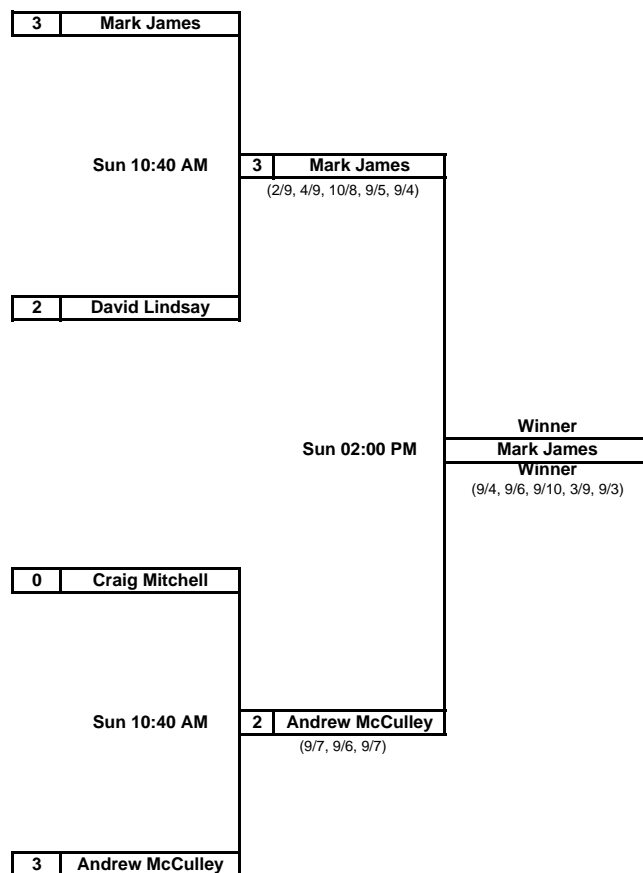 3 Mark James
Sun 10:40 AM 3 Mark James
(2/9, 4/9, 10/8, 9/5, 9/4)
2 David Lindsay
Winner
Sun 02:00 PM Mark James
Winner
(9/4, 9/6, 9/10, 3/9, 9/3)
0 Craig Mitchell
Sun 10:40 AM 2 Andrew McCulley
(9/7, 9/6, 9/7)
3 Andrew McCulley